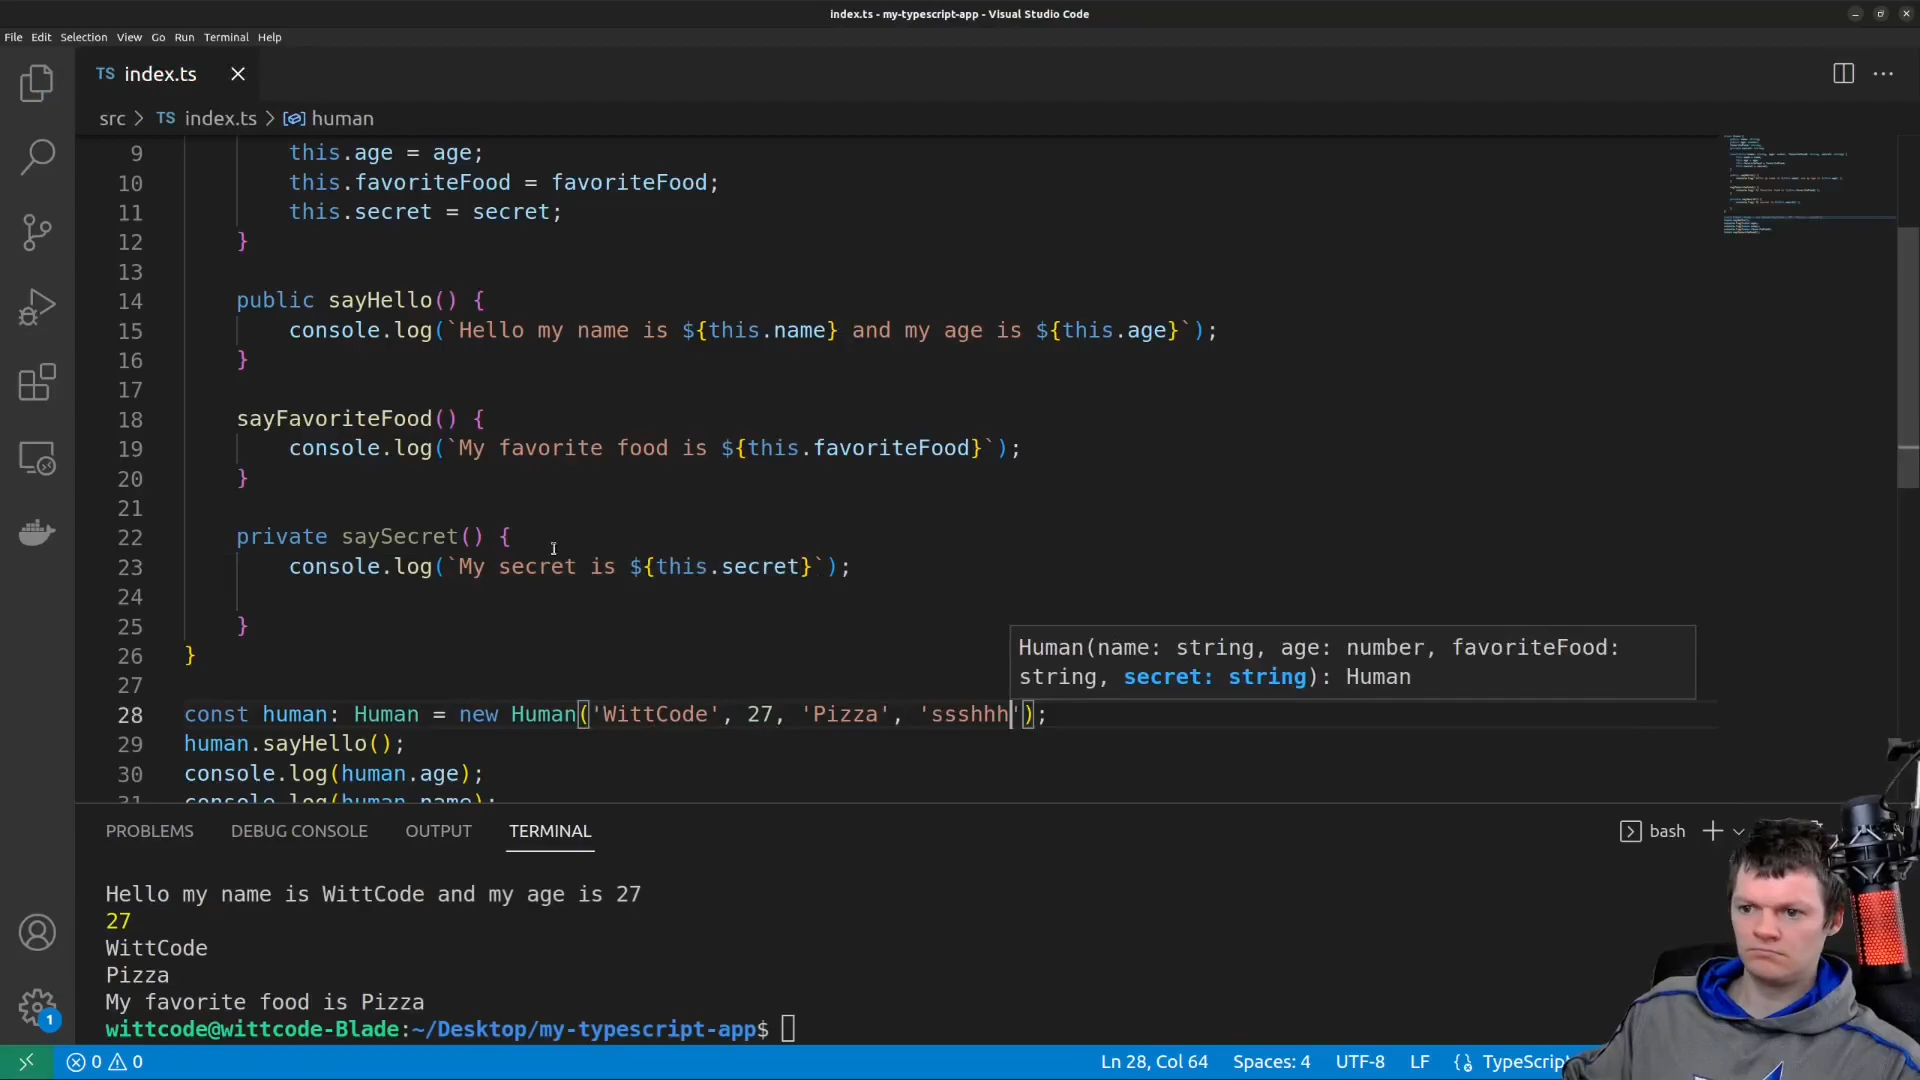 index.ts - my-typescript-app - Visual Studio Code
File Edit Selection View Go Run Terminal Help
TS index.ts
src > TS index.ts > human
9 this.age = age;
10 this.favoriteFood = favoriteFood;
11 this.secret = secret;
12 }
13
14 public sayHello() {
15 console.log(`Hello my name is ${this.name} and my age is ${this.age}`);
16 }
17
18 sayFavoriteFood() {
19 console.log(`My favorite food is ${this.favoriteFood}`);
20 }
21
22 private saySecret() {
23 console.log(`My secret is ${this.secret}`);
24
25 }
26 }
Human(name: string, age: number, favoriteFood:
string, secret: string): Human
27
28 const human: Human = new Human('WittCode', 27, 'Pizza', 'ssshhh');
29 human.sayHello();
30 console.log(human.age);
31 console.log(human.name);
PROBLEMS DEBUG CONSOLE OUTPUT TERMINAL
bash
Hello my name is WittCode and my age is 27
27
WittCode
Pizza
My favorite food is Pizza
wittcode@wittcode-Blade:~/Desktop/my-typescript-app$
1
0 0 Ln 28, Col 64 Spaces: 4 UTF-8 LF {} TypeScript